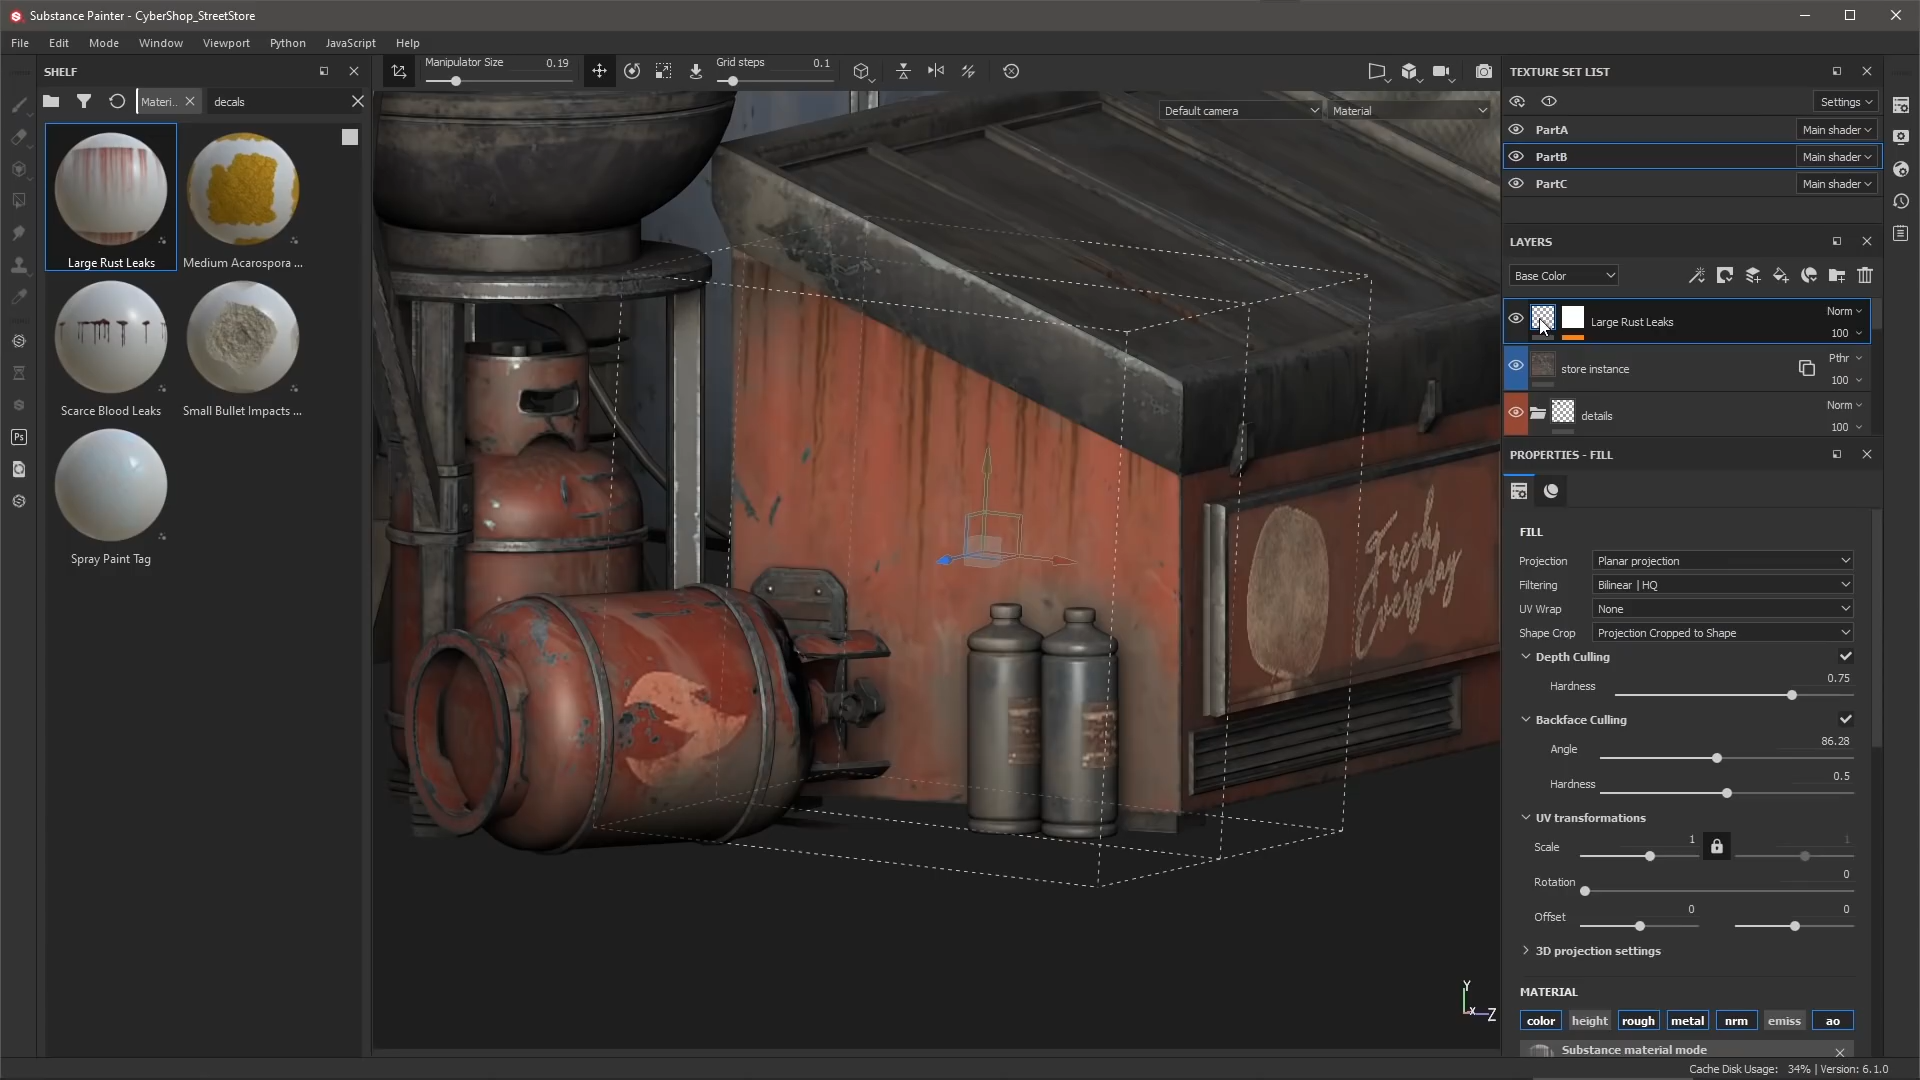 Substance Painter - CyberShop_StreetStore
File Edit Mode Window Viewport Python JavaScript Help
SHELF
Materi..
decals
Large Rust Leaks
Medium Acarospora ...
Scarce Blood Leaks
Small Bullet Impacts ...
Spray Paint Tag
Ps
Manipulator Size 0.19
Grid steps 0.1
Default camera
Material
Freshly
Everyday
Y
X
Z
TEXTURE SET LIST
Settings
PartA Main shader
PartB Main shader
PartC Main shader
LAYERS
Base Color
Large Rust Leaks Norm 100
store instance Pthr 100
details Norm 100
PROPERTIES - FILL
FILL
Projection Planar projection
Filtering Bilinear | HQ
UV Wrap None
Shape Crop Projection Cropped to Shape
Depth Culling
Hardness 0.75
Backface Culling
Angle 86.28
Hardness 0.5
UV transformations
Scale 1 1
Rotation 0
Offset 0 0
3D projection settings
MATERIAL
color height rough metal nrm emiss ao
Substance material mode
Cache Disk Usage: 34% | Version: 6.1.0